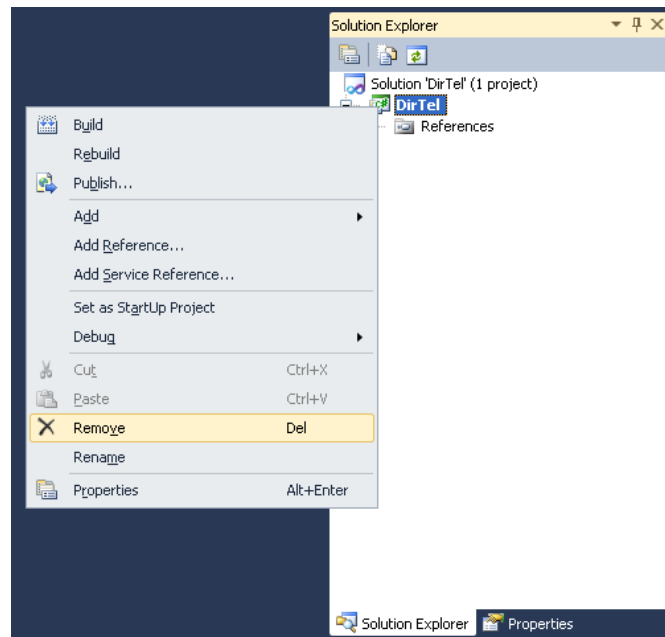 Solution Explorer
Solution 'DirTel' (1 project)
DirTel
References
Build
Rebuild
Publish...
Add
Add Reference...
Add Service Reference...
Set as StartUp Project
Debug
Cut Ctrl+X
Paste Ctrl+V
Remove Del
Rename
Properties Alt+Enter
Solution Explorer Properties